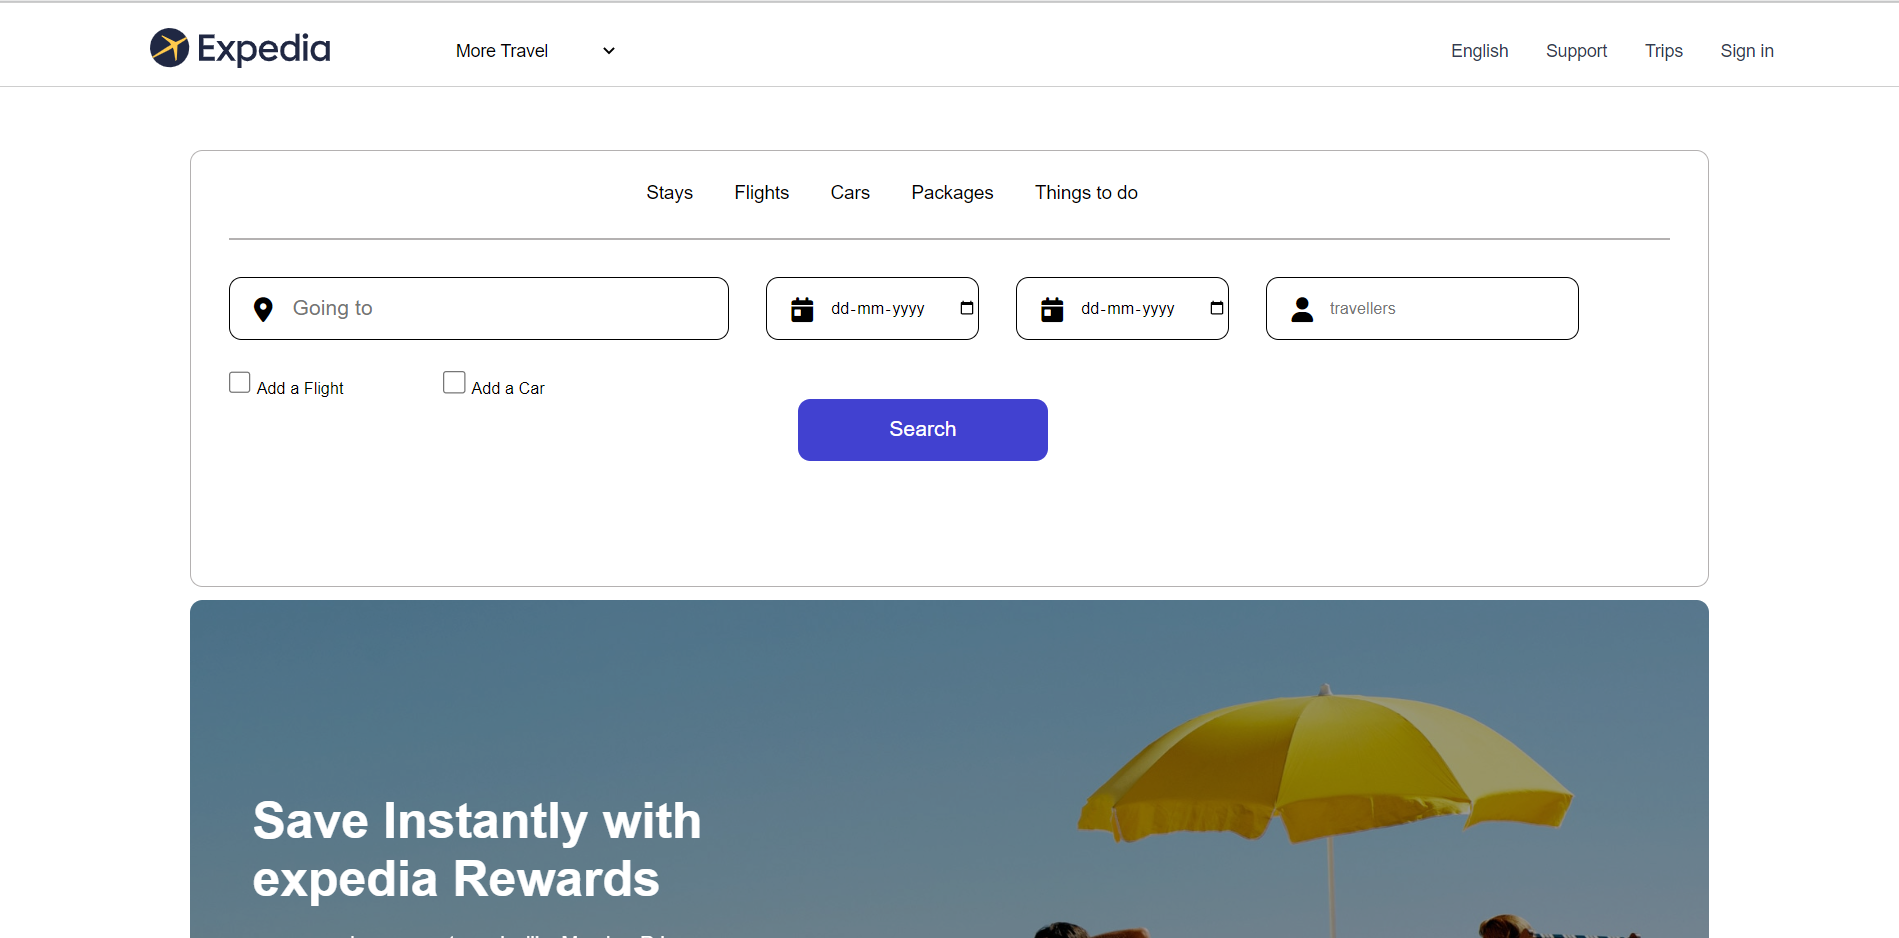 Expedia
More Travel
English Support Trips Sign in
Stays Flights Cars Packages Things to do
Going to dd-mm-yyyy dd-mm-yyyy travellers
Add a Flight Add a Car
Search
Save Instantly with
expedia Rewards